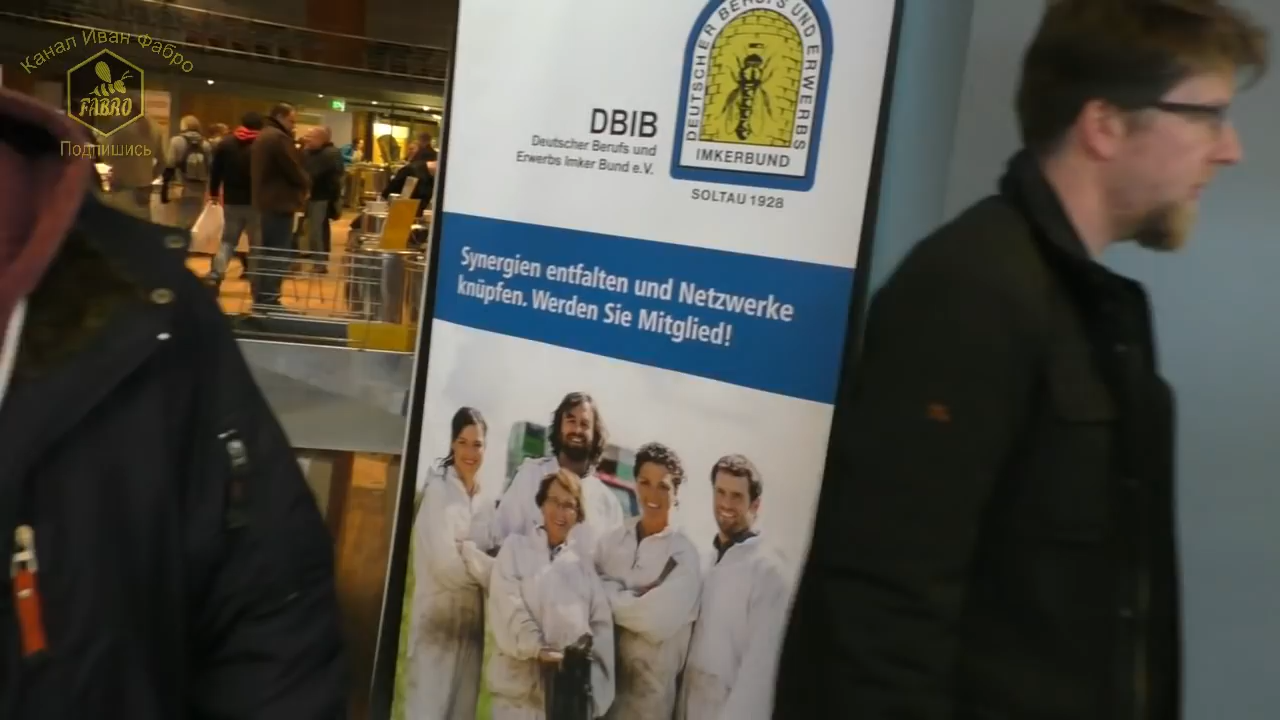 Канал Иван Фабро
FABRO
Подпишись
DEUTSCHER BERUFS UND ERWERBS
IMKERBUND
SOLTAU 1928
DBIB
Deutscher Berufs und
Erwerbs Imker Bund e.V.
Synergien entfalten und Netzwerke
knüpfen. Werden Sie Mitglied!